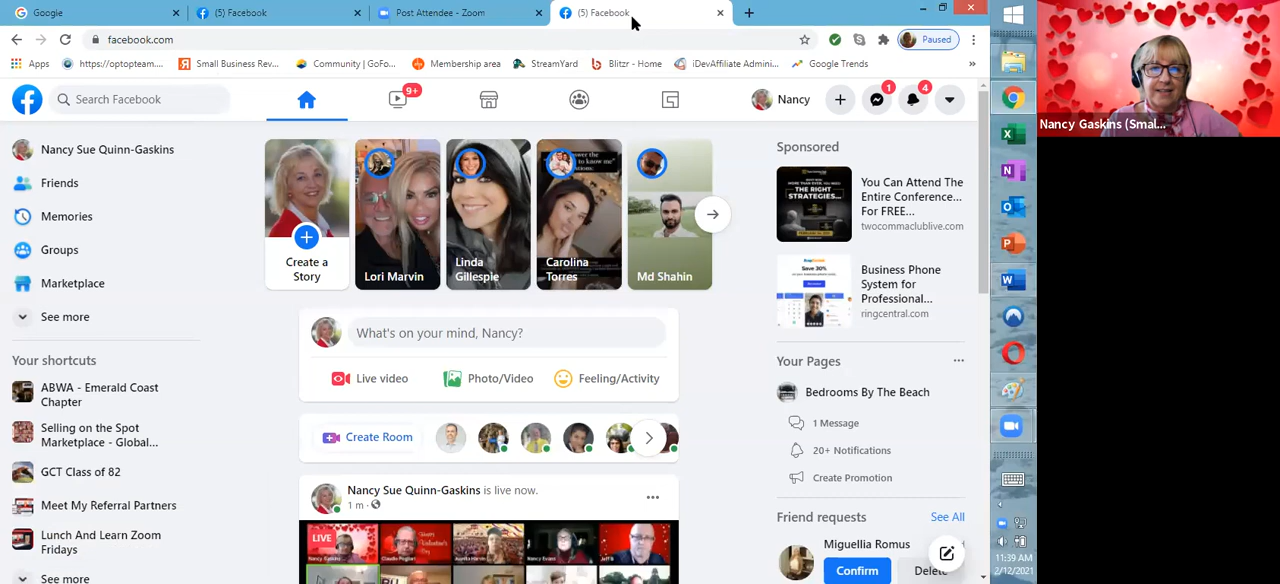 Google
(5) Facebook
Post Attendee - Zoom
(5) Facebook
facebook.com
Paused
Apps
https://optopteam....
Small Business Rev...
Community | GoFo...
Membership area
StreamYard
Blitzr - Home
iDevAffiliate Admini...
Google Trends
»
Search Facebook
9+
Nancy
1
4
Nancy Sue Quinn-Gaskins
Friends
Memories
Groups
Marketplace
See more
Your shortcuts
ABWA - Emerald Coast
Chapter
Selling on the Spot
Marketplace - Global...
GCT Class of 82
Meet My Referral Partners
Lunch And Learn Zoom
Fridays
See more
Create a
Story
Lori Marvin
Linda
Gillespie
Carolina
Torres
Md Shahin
What's on your mind, Nancy?
Live video
Photo/Video
Feeling/Activity
Create Room
Nancy Sue Quinn-Gaskins is live now.
1 m ·
LIVE
Sponsored
THE RIGHT
STRATEGIES...
You Can Attend The
Entire Conference...
For FREE...
twocommaclublive.com
Save 30%
Business Phone
System for
Professional...
ringcentral.com
Your Pages
Bedrooms By The Beach
1 Message
20+ Notifications
Create Promotion
Friend requests
See All
Miguellia Romus
Confirm
Delete
Nancy Gaskins (Smal...
11:39 AM
2/12/2021